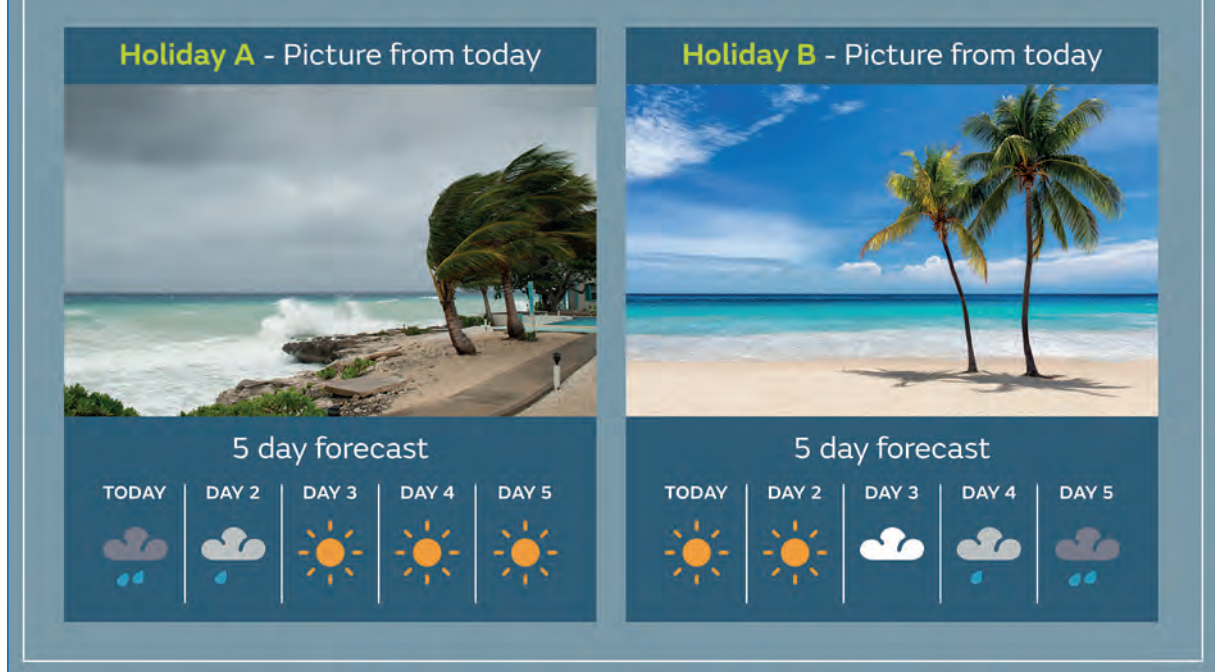 Holiday A - Picture from today
5 day forecast
TODAY DAY 2 DAY 3 DAY 4 DAY 5
Holiday B - Picture from today
5 day forecast
TODAY DAY 2 DAY 3 DAY 4 DAY 5